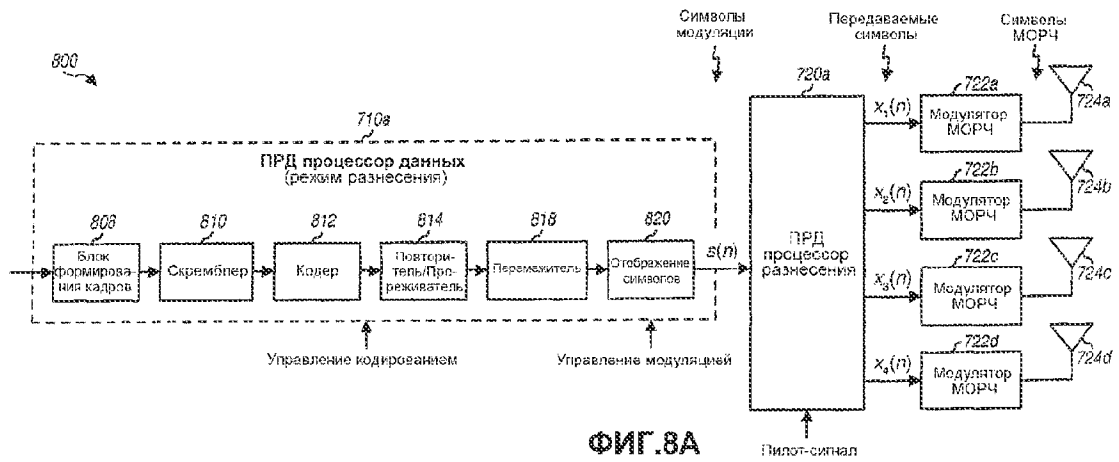 Символы
модуляции
Передаваемые
символы
Символы
МОРЧ
800
710a
720a
722a
724a
ПРД процессор данных
(режим разнесения)
x₁(n)
Модулятор
МОРЧ
722b
724b
x₂(n)
Модулятор
МОРЧ
808
810
812
814
818
820
Блок
формирова-
ния кадров
Скремблер
Кодер
Повтори-
тель/Про-
реживатель
Перемежитель
Отображение
символов
s(n)
ПРД
процессор
разнесения
722c
724c
x₃(n)
Модулятор
МОРЧ
Управление кодированием
Управление модуляцией
722d
724d
x₄(n)
Модулятор
МОРЧ
ФИГ.8А
Пилот-сигнал